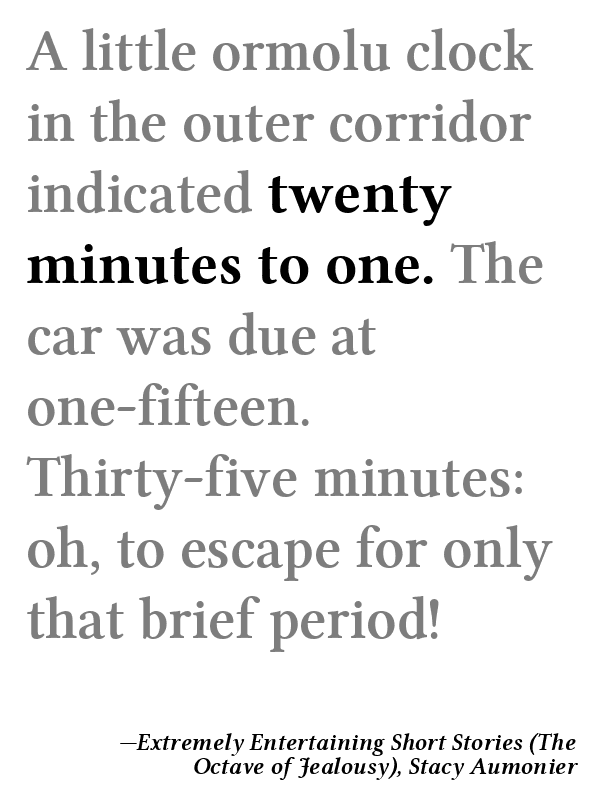 A little ormolu clock
in the outer corridor
indicated twenty
minutes to one. The
car was due at
one-fifteen.
Thirty-five minutes:
oh, to escape for only
that brief period!
—Extremely Entertaining Short Stories (The
Octave of Jealousy), Stacy Aumonier